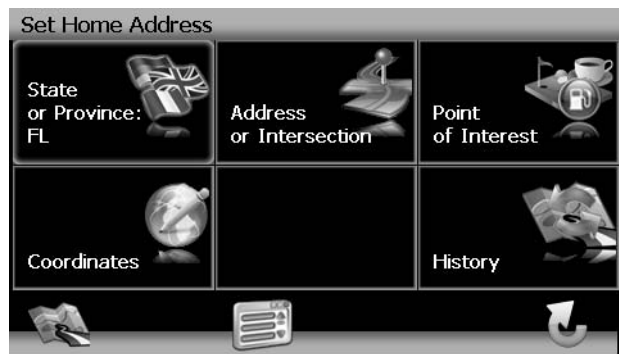 Set Home Address
State
or Province:
FL
Address
or Intersection
Point
of Interest
Coordinates
History